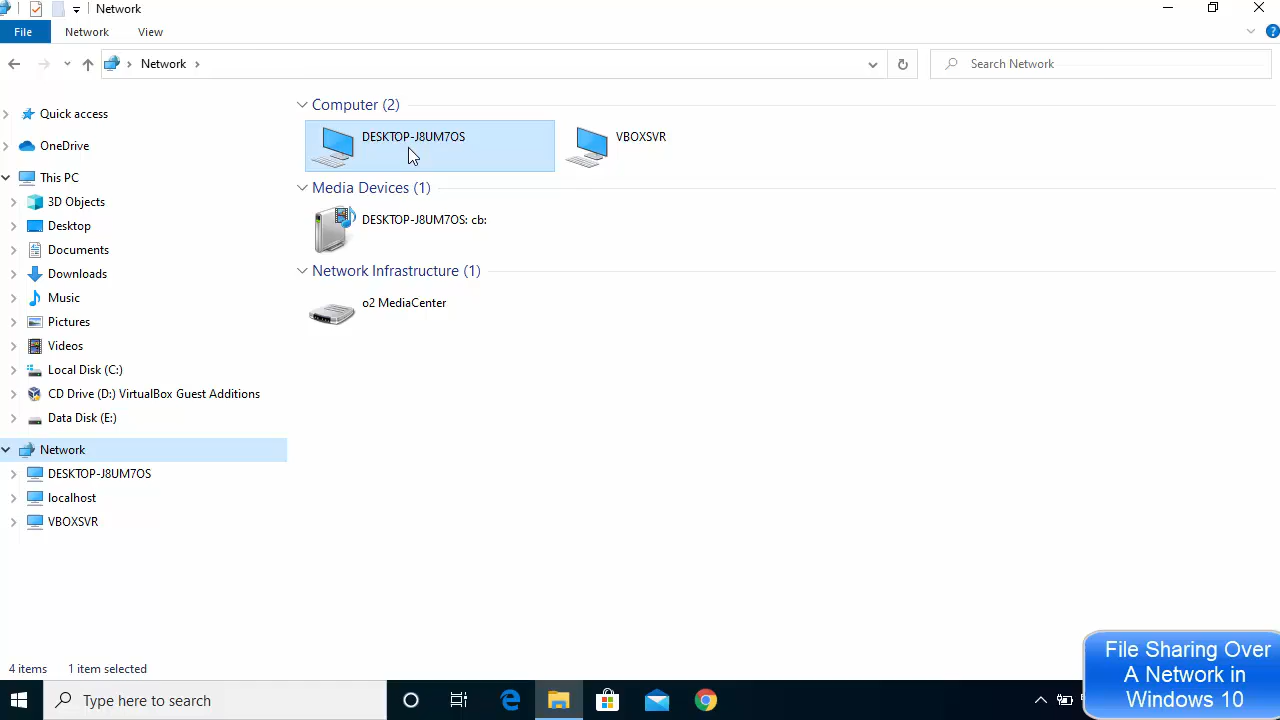 Network
File
Network
View
Network
Search Network
Quick access
OneDrive
This PC
3D Objects
Desktop
Documents
Downloads
Music
Pictures
Videos
Local Disk (C:)
CD Drive (D:) VirtualBox Guest Additions
Data Disk (E:)
Network
DESKTOP-J8UM7OS
localhost
VBOXSVR
Computer (2)
DESKTOP-J8UM7OS
VBOXSVR
Media Devices (1)
DESKTOP-J8UM7OS: cb:
Network Infrastructure (1)
o2 MediaCenter
4 items
1 item selected
Type here to search
File Sharing Over
A Network in
Windows 10